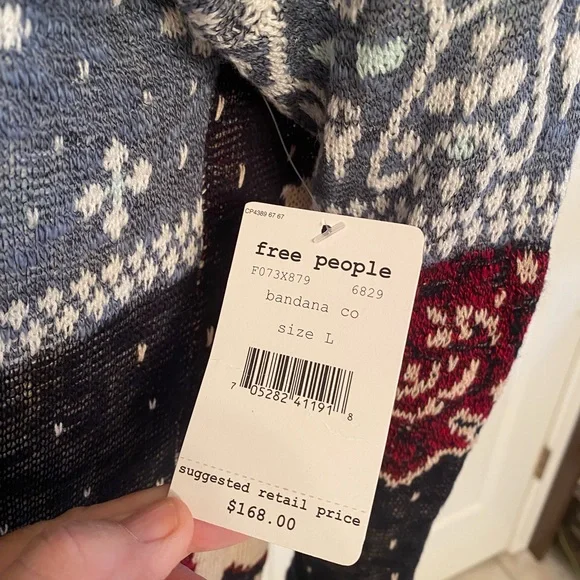 CP4389 67 67
free people
F073X879 6829
bandana co
size L
7 05282 41191 8
suggested retail price
$168.00